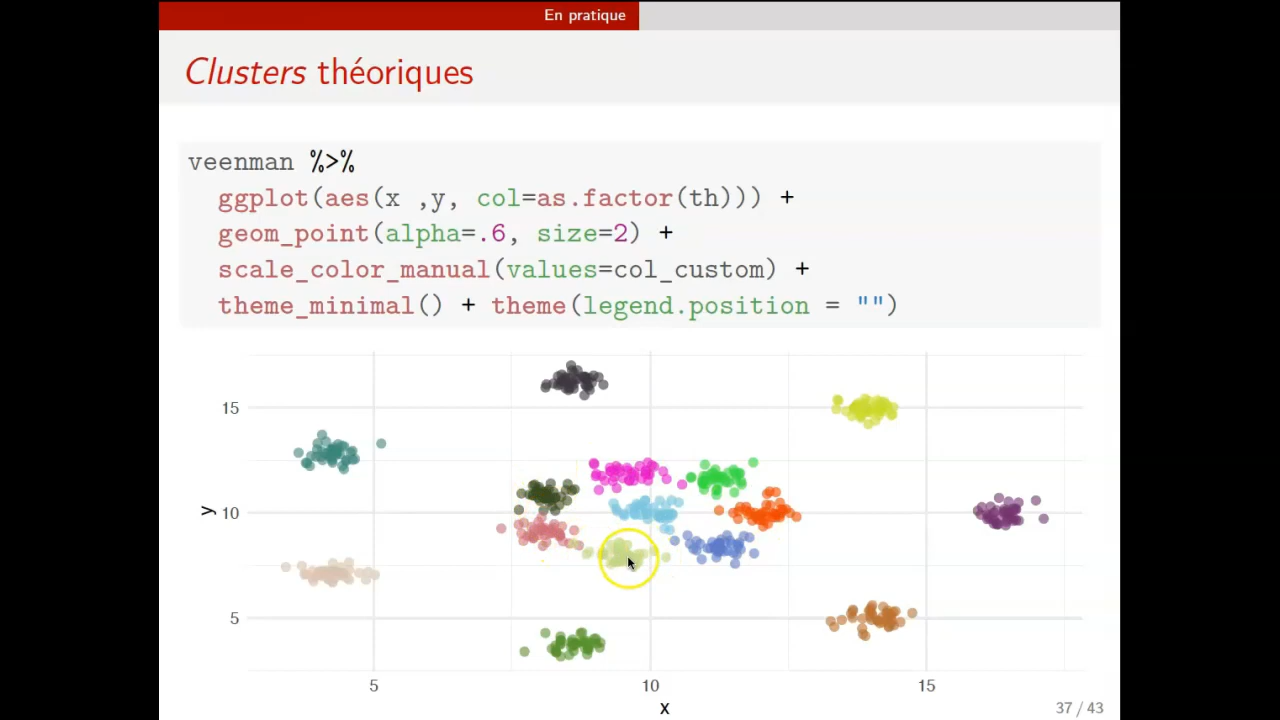 En pratique
Clusters théoriques
veenman %>%
ggplot(aes(x ,y, col=as.factor(th))) +
geom_point(alpha=.6, size=2) +
scale_color_manual(values=col_custom) +
theme_minimal() + theme(legend.position = "")
15
10
5
y
5 10 15
x
37 / 43